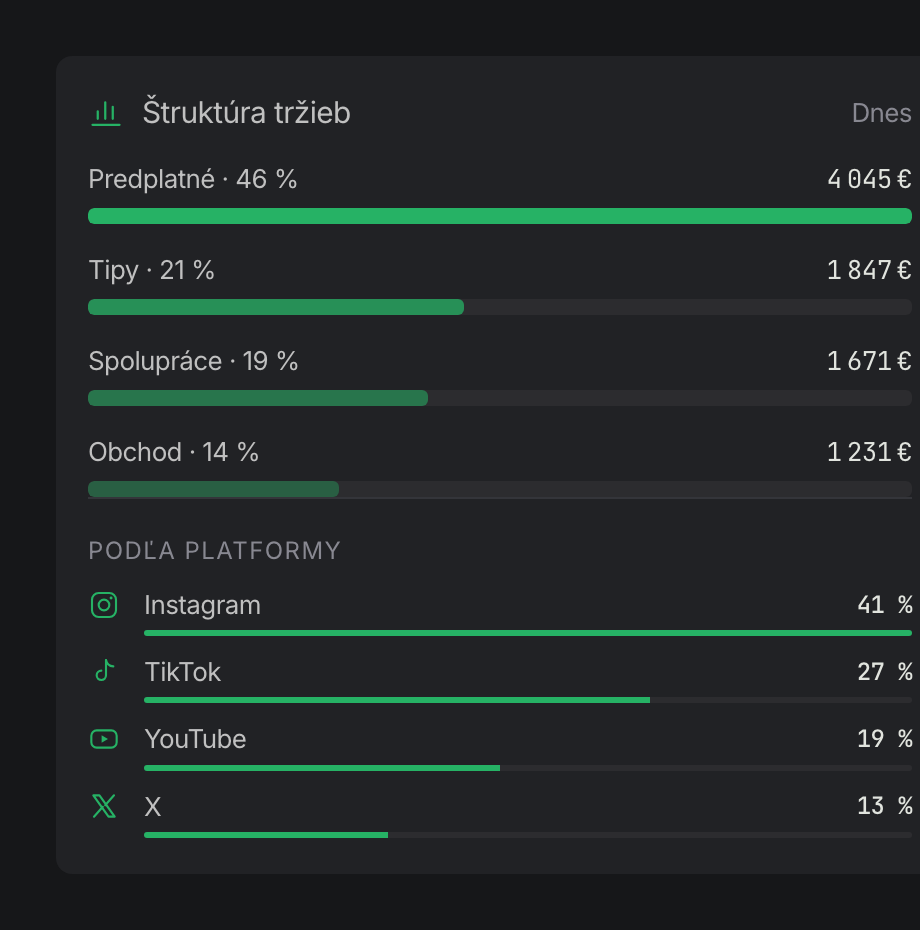 Štruktúra tržieb
Dnes
Predplatné · 46 %
4 045 €
Tipy · 21 %
1 847 €
Spolupráce · 19 %
1 671 €
Obchod · 14 %
1 231 €
PODĽA PLATFORMY
Instagram
41 %
TikTok
27 %
YouTube
19 %
X
13 %